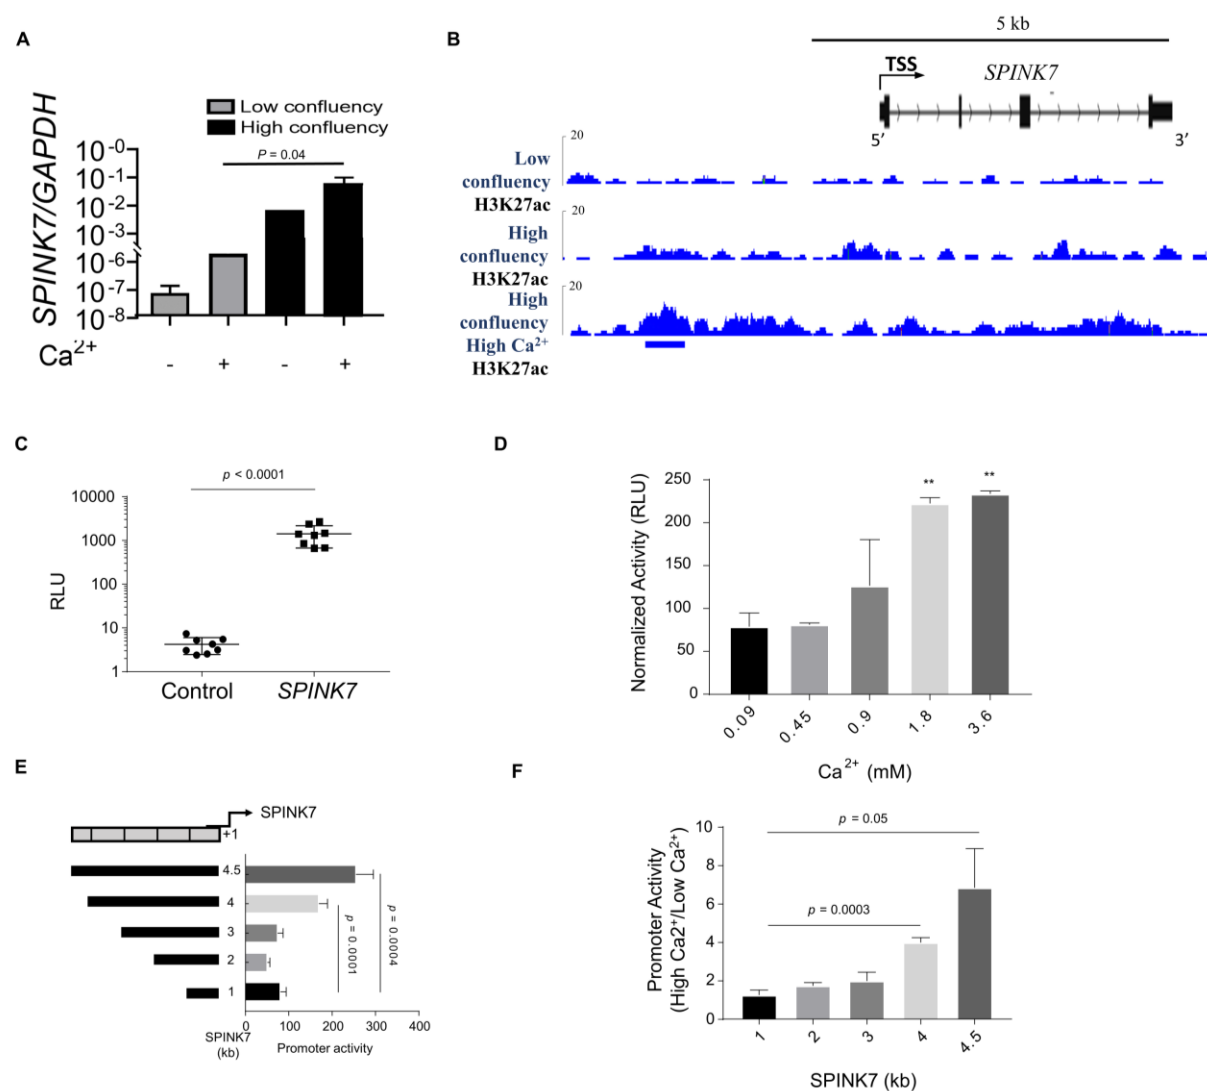 A
Low confluency
High confluency
P = 0.04
SPINK7/GAPDH
10-0
10-1
10-2
10-3
10-6
10-7
10-8
Ca2+
- + - +
B
5 kb
TSS
SPINK7
5′ 3′
20
Low
confluency
H3K27ac
20
High
confluency
H3K27ac
20
High
confluency
High Ca2+
H3K27ac
C
p < 0.0001
RLU
10000
1000
100
10
1
Control SPINK7
D
Normalized Activity (RLU)
250
200
150
100
50
0
** **
0.09 0.45 0.9 1.8 3.6
Ca2+ (mM)
E
SPINK7
+1
4.5
4
3
2
1
p = 0.0001
p = 0.0004
0 100 200 300 400
SPINK7
(kb)
Promoter activity
F
Promoter Activity
(High Ca2+/Low Ca2+)
10
8
6
4
2
0
p = 0.05
p = 0.0003
1 2 3 4 4.5
SPINK7 (kb)